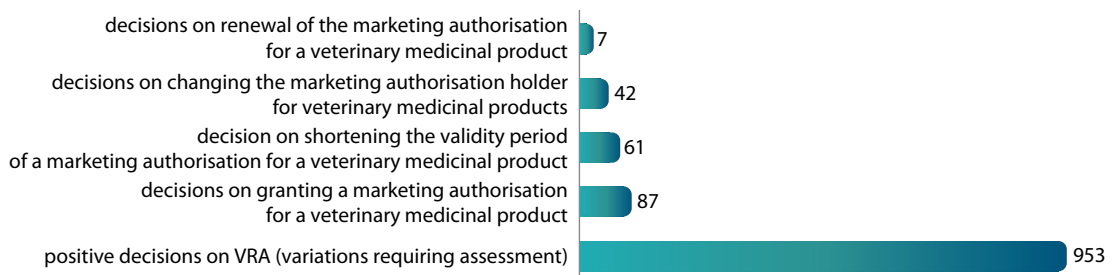 decisions on renewal of the marketing authorisation
for a veterinary medicinal product
7
decisions on changing the marketing authorisation holder
for veterinary medicinal products
42
decision on shortening the validity period
of a marketing authorisation for a veterinary medicinal product
61
decisions on granting a marketing authorisation
for a veterinary medicinal product
87
positive decisions on VRA (variations requiring assessment)
953